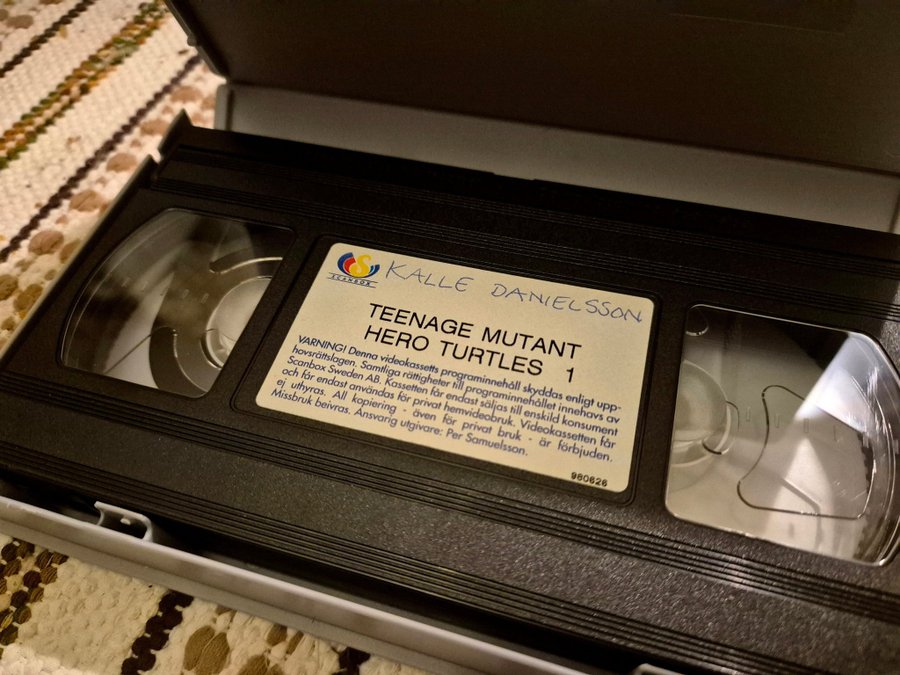 SCANBOX
KALLE DANIELSSON
TEENAGE MUTANT
HERO TURTLES 1
VARNING! Denna videokassetts programinnehåll skyddas enligt upp-
hovsrättslagen. Samtliga rättigheter till programinnehållet innehavs av
Scanbox Sweden AB. Kassetten får endast säljas till enskild konsument
och får endast användas för privat hemvideobruk. Videokassetten får
ej uthyras. All kopiering - även för privat bruk - är förbjuden.
Missbruk beivras. Ansvarig utgivare: Per Samuelsson.
980626